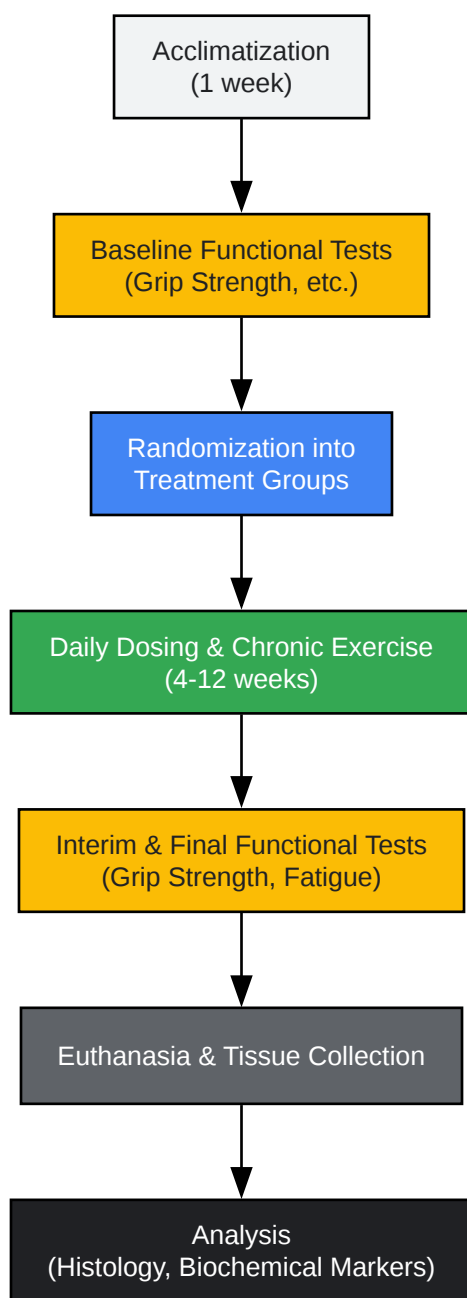 Acclimatization
(1 week)
Baseline Functional Tests
(Grip Strength, etc.)
Randomization into
Treatment Groups
Daily Dosing & Chronic Exercise
(4-12 weeks)
Interim & Final Functional Tests
(Grip Strength, Fatigue)
Euthanasia & Tissue Collection
Analysis
(Histology, Biochemical Markers)